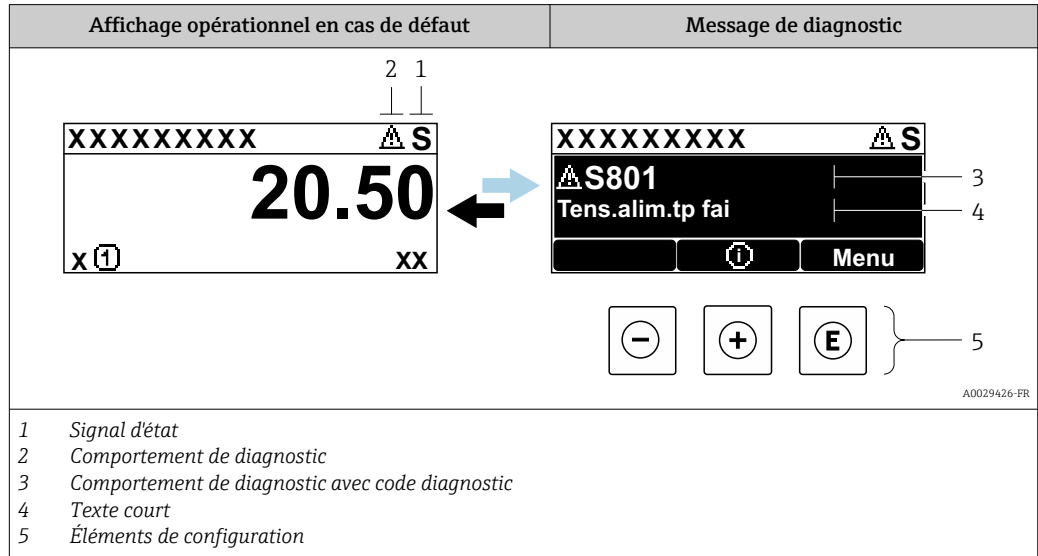 Affichage opérationnel en cas de défaut
Message de diagnostic
2 1
XXXXXXXXX S
20.50
x 1 xx
XXXXXXXXX S
S801
Tens.alim.tp fai
i Menu
3
4
- + E
5
A0029426-FR
1 Signal d'état
2 Comportement de diagnostic
3 Comportement de diagnostic avec code diagnostic
4 Texte court
5 Éléments de configuration